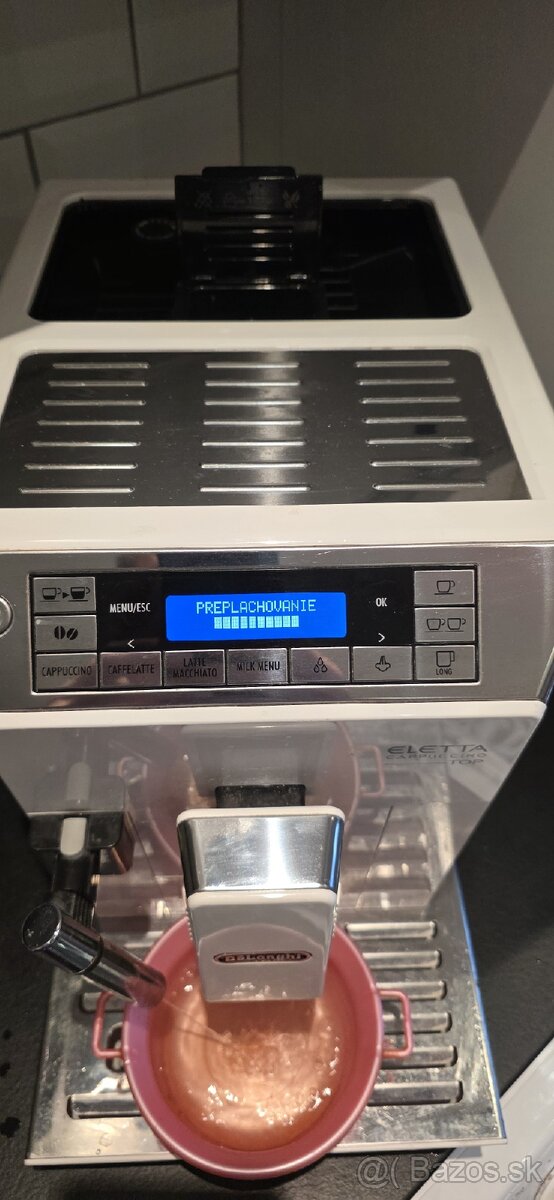 MENU/ESC
PREPLACHOVANIE
OK
<
>
CAPPUCCINO
CAFFELATTE
LATTE
MACCHIATO
MILK MENU
LONG
ELETTA
CAPPUCCINO
TOP
DeLonghi
@( Bazos.sk